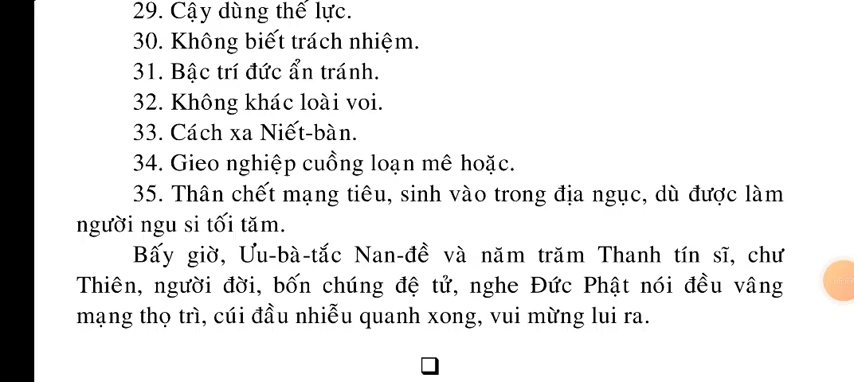 29. Cậy dùng thế lực.
30. Không biết trách nhiệm.
31. Bậc trí đức ẩn tránh.
32. Không khác loài voi.
33. Cách xa Niết-bàn.
34. Gieo nghiệp cuồng loạn mê hoặc.
35. Thân chết mạng tiêu, sinh vào trong địa ngục, dù được làm
người ngu si tối tăm.
Bấy giờ, Ưu-bà-tắc Nan-đề và năm trăm Thanh tín sĩ, chư
Thiên, người đời, bốn chúng đệ tử, nghe Đức Phật nói đều vâng
mạng thọ trì, cúi đầu nhiễu quanh xong, vui mừng lui ra.